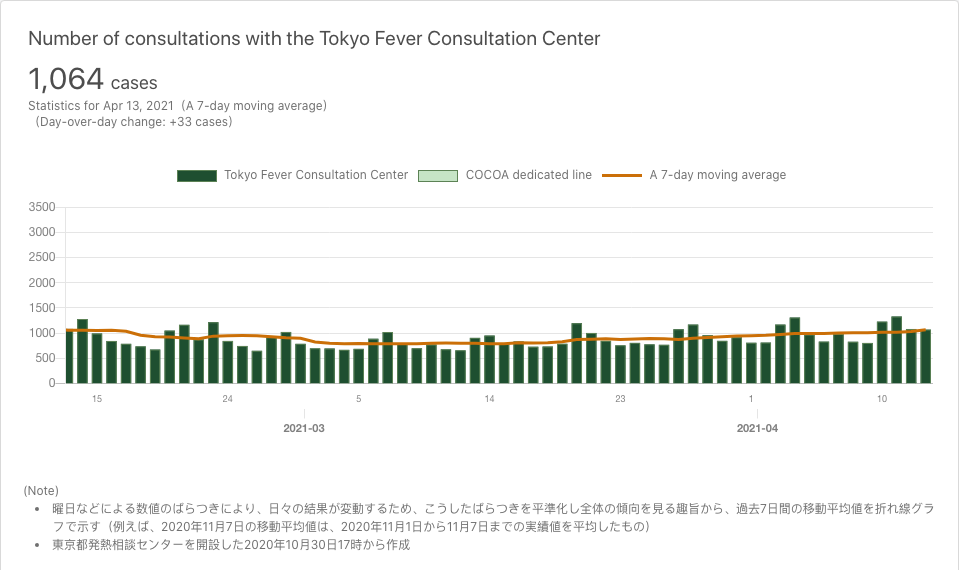 Number of consultations with the Tokyo Fever Consultation Center
1,064 cases
Statistics for Apr 13, 2021（A 7-day moving average）
（Day-over-day change: +33 cases）
Tokyo Fever Consultation Center COCOA dedicated line A 7-day moving average
3500
3000
2500
2000
1500
1000
500
0
15 24 5 14 23 1 10
2021-03 2021-04
(Note)
• 曜日などによる数値のばらつきにより、日々の結果が変動するため、こうしたばらつきを平準化し全体の傾向を見る趣旨から、過去7日間の移動平均値を折れ線グラ
フで示す（例えば、2020年11月7日の移動平均値は、2020年11月1日から11月7日までの実績値を平均したもの）
• 東京都発熱相談センターを開設した2020年10月30日17時から作成